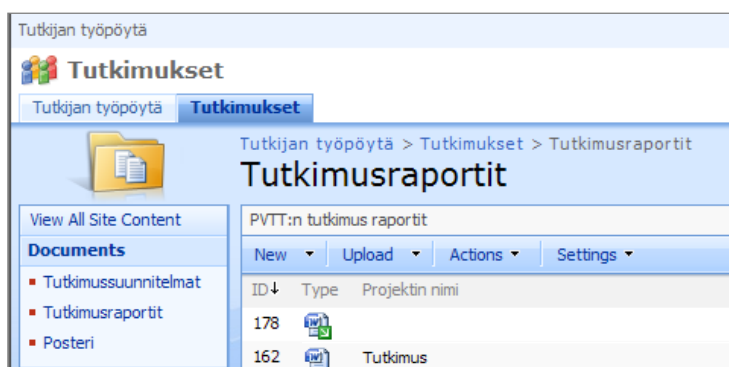 Tutkijan työpöytä
Tutkimukset
Tutkijan työpöytä Tutkimukset
Tutkijan työpöytä > Tutkimukset > Tutkimusraportit
Tutkimusraportit
View All Site Content
PVTT:n tutkimus raportit
Documents
New Upload Actions Settings
Tutkimussuunnitelmat
Tutkimusraportit
Posteri
ID Type Projektin nimi
178
162 Tutkimus